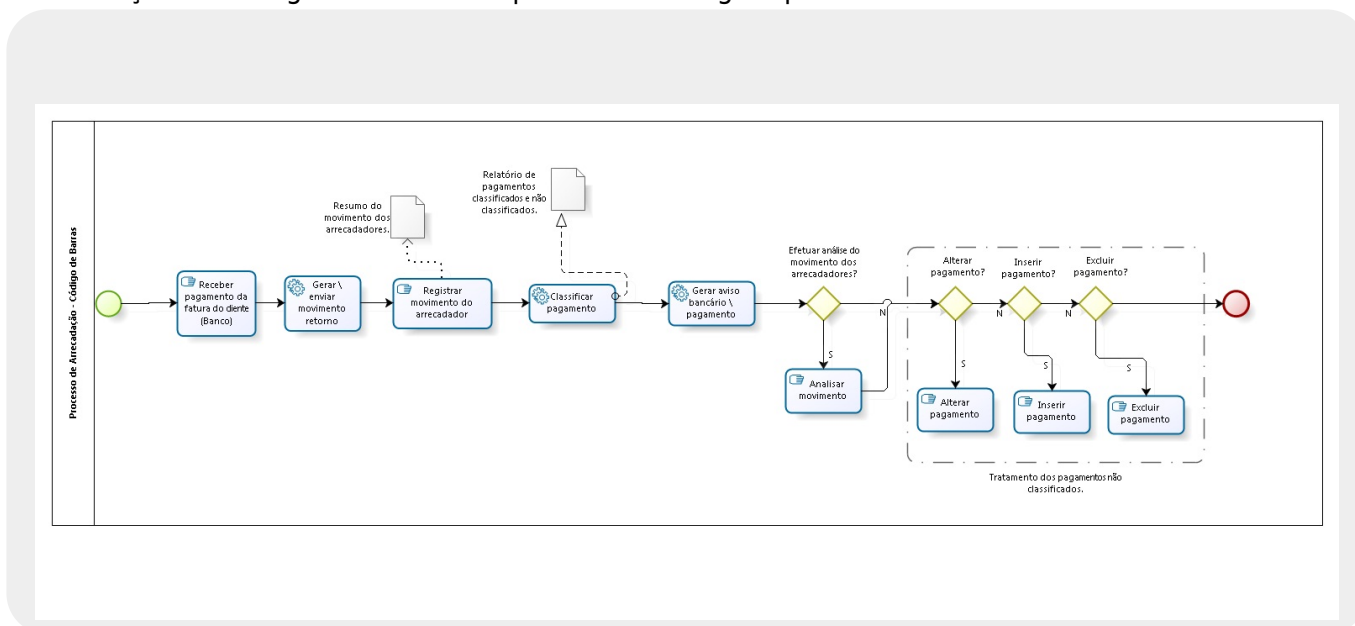 Processo de Arrecadação - Código de Barras
Receber
pagamento da
fatura do cliente
(Banco)
Gerar \
enviar
movimento
retorno
Resumo do
movimento dos
arrecadadores.
Registrar
movimento do
arrecadador
Relatório de
pagamentos
classificados e não
classificados.
Classificar
pagamento
Gerar aviso
bancário \
pagamento
Efetuar análise do
movimento dos
arrecadadores?
N
S
Analisar
movimento
Alterar
pagamento?
N
S
Alterar
pagamento
Inserir
pagamento?
N
S
Inserir
pagamento
Excluir
pagamento?
S
Excluir
pagamento
Tratamento dos pagamentos não
classificados.